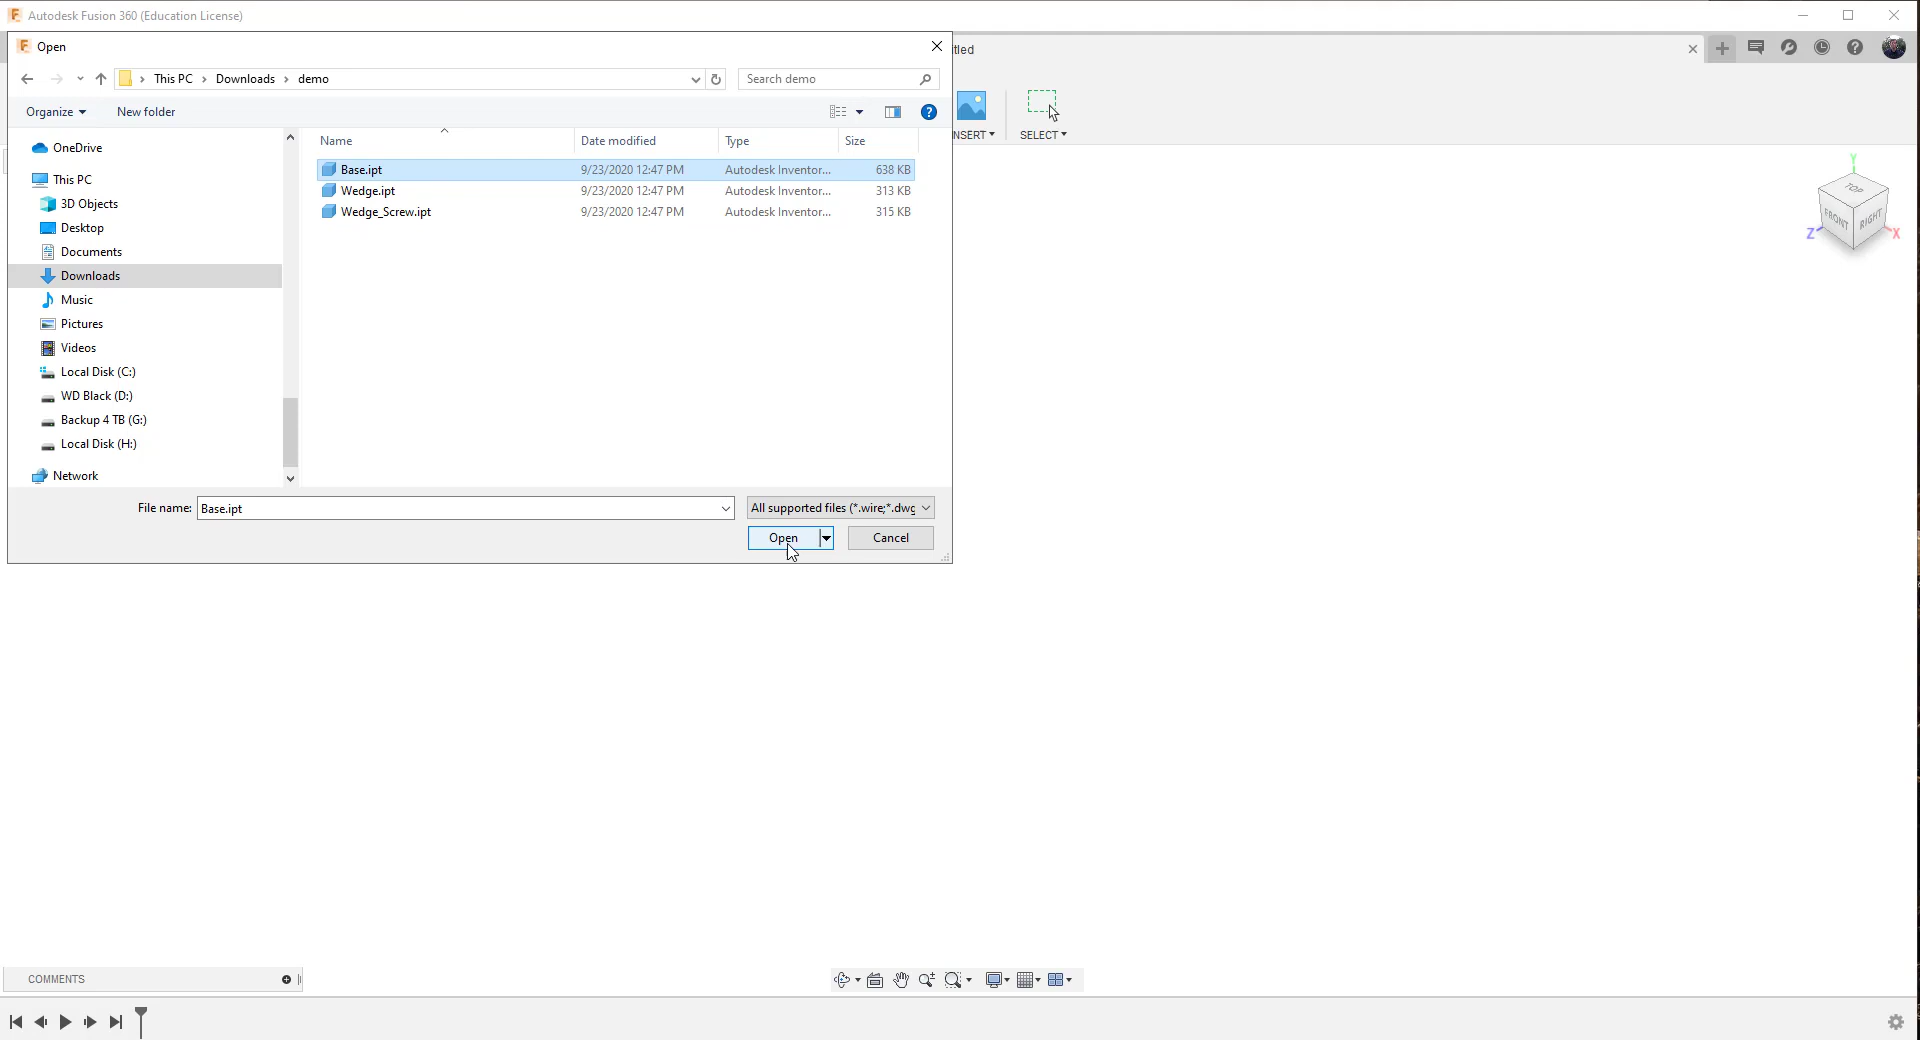 Autodesk Fusion 360 (Education License)
Open
This PC > Downloads > demo
Search demo
tled
Organize
New folder
NSERT
SELECT
Name
Date modified
Type
Size
OneDrive
This PC
3D Objects
Desktop
Documents
Downloads
Music
Pictures
Videos
Local Disk (C:)
WD Black (D:)
Backup 4 TB (G:)
Local Disk (H:)
Network
Base.ipt 9/23/2020 12:47 PM Autodesk Inventor... 638 KB
Wedge.ipt 9/23/2020 12:47 PM Autodesk Inventor... 313 KB
Wedge_Screw.ipt 9/23/2020 12:47 PM Autodesk Inventor... 315 KB
Y
TOP
FRONT
RIGHT
Z
X
File name: Base.ipt
All supported files (*.wire;*.dwg
Open
Cancel
COMMENTS